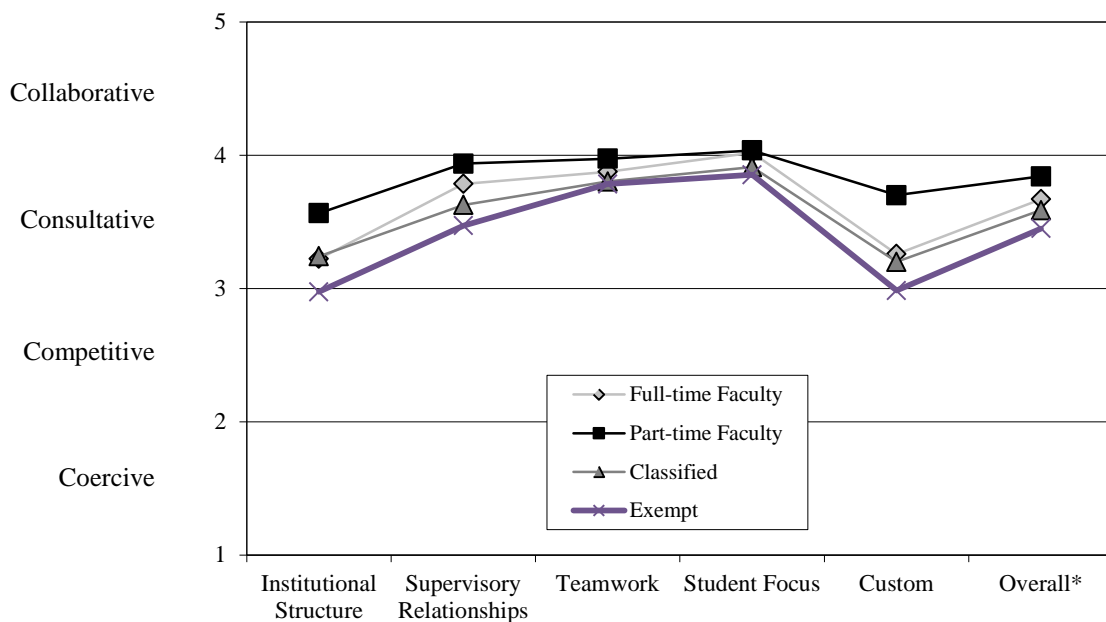 5
Collaborative
4
Consultative
3
Competitive
Full-time Faculty
Part-time Faculty
2
Classified
Coercive
Exempt
1
Institutional Structure
Supervisory Relationships
Teamwork
Student Focus
Custom
Overall*